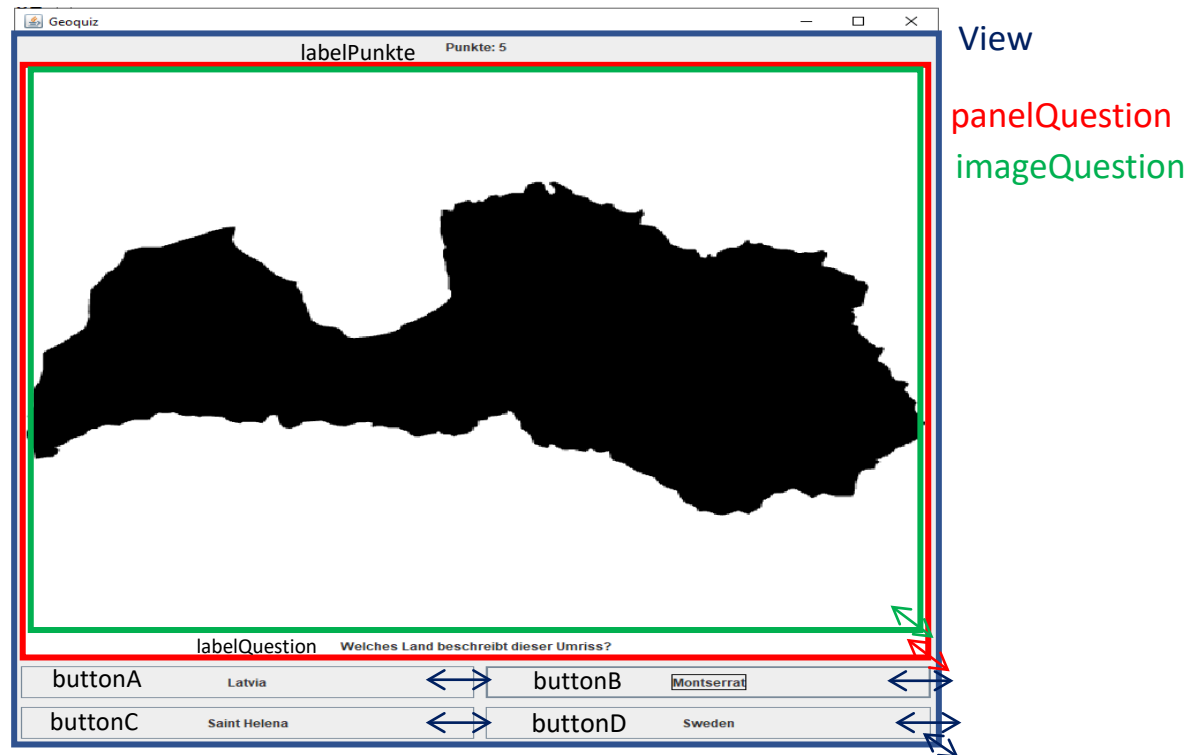 Geoquiz
View
labelPunkte Punkte: 5
panelQuestion
imageQuestion
labelQuestion Welches Land beschreibt dieser Umriss?
buttonA Latvia buttonB Montserrat
buttonC Saint Helena buttonD Sweden